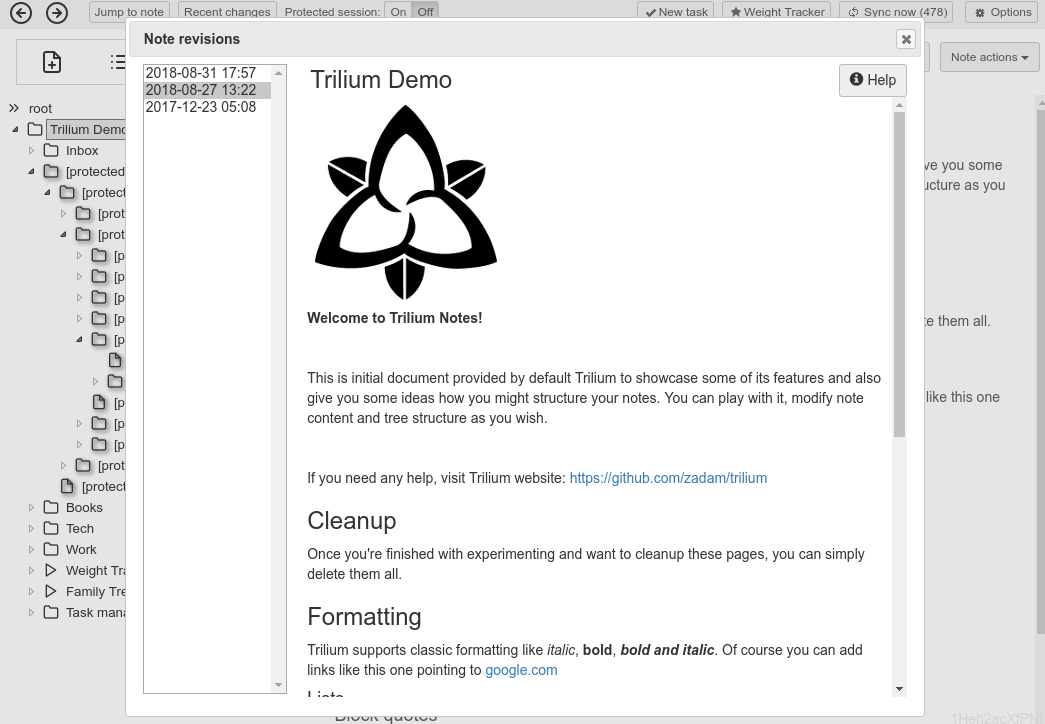 Jump to note Recent changes Protected session: On Off New task Weight Tracker Sync now (478) Options
Note revisions
Note actions
2018-08-31 17:57
2018-08-27 13:22
2017-12-23 05:08
Trilium Demo
Help
root
Trilium Demo
Inbox
[protected
[protect
[prot
[prot
[p
[p
[p
[p
[p
[p
[p
[p
[prot
[protect
Books
Tech
Work
Weight Tra
Family Tre
Task mana
Welcome to Trilium Notes!
This is initial document provided by default Trilium to showcase some of its features and also
give you some ideas how you might structure your notes. You can play with it, modify note
content and tree structure as you wish.
If you need any help, visit Trilium website: https://github.com/zadam/trilium
Cleanup
Once you're finished with experimenting and want to cleanup these pages, you can simply
delete them all.
Formatting
Trilium supports classic formatting like italic, bold, bold and italic. Of course you can add
links like this one pointing to google.com
Lists
ve you some
ucture as you
te them all.
like this one
Block quotes